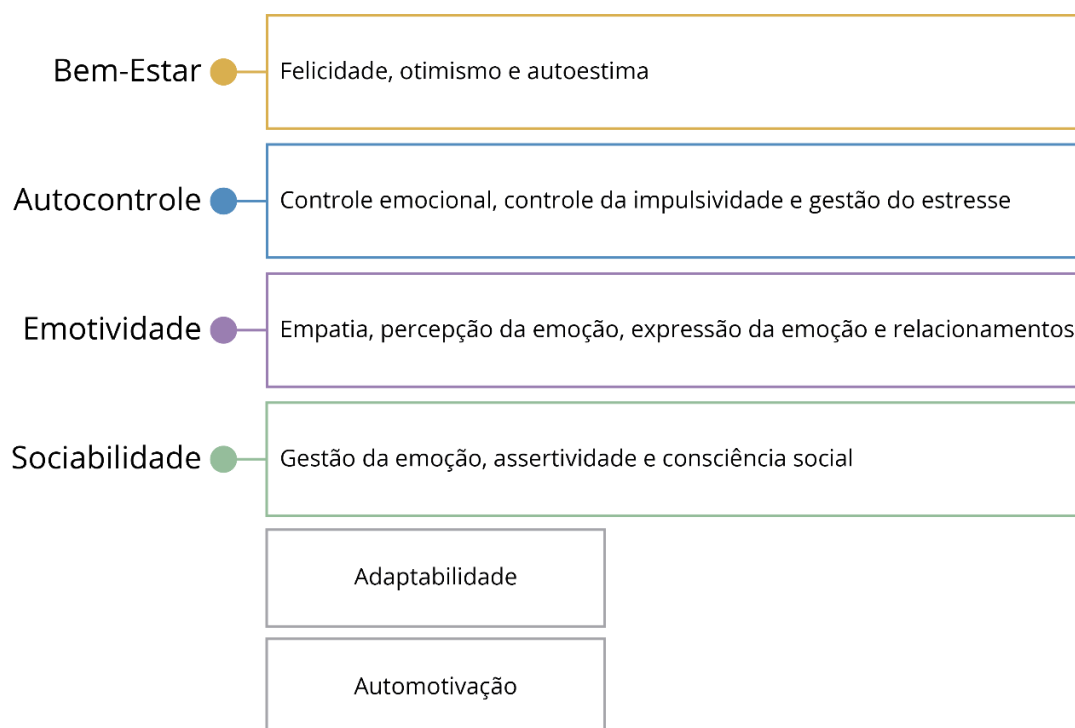 Bem-Estar
Felicidade, otimismo e autoestima
Autocontrole
Controle emocional, controle da impulsividade e gestão do estresse
Emotividade
Empatia, percepção da emoção, expressão da emoção e relacionamentos
Sociabilidade
Gestão da emoção, assertividade e consciência social
Adaptabilidade
Automotivação